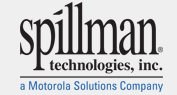 spillman®
technologies, inc.
a Motorola Solutions Company